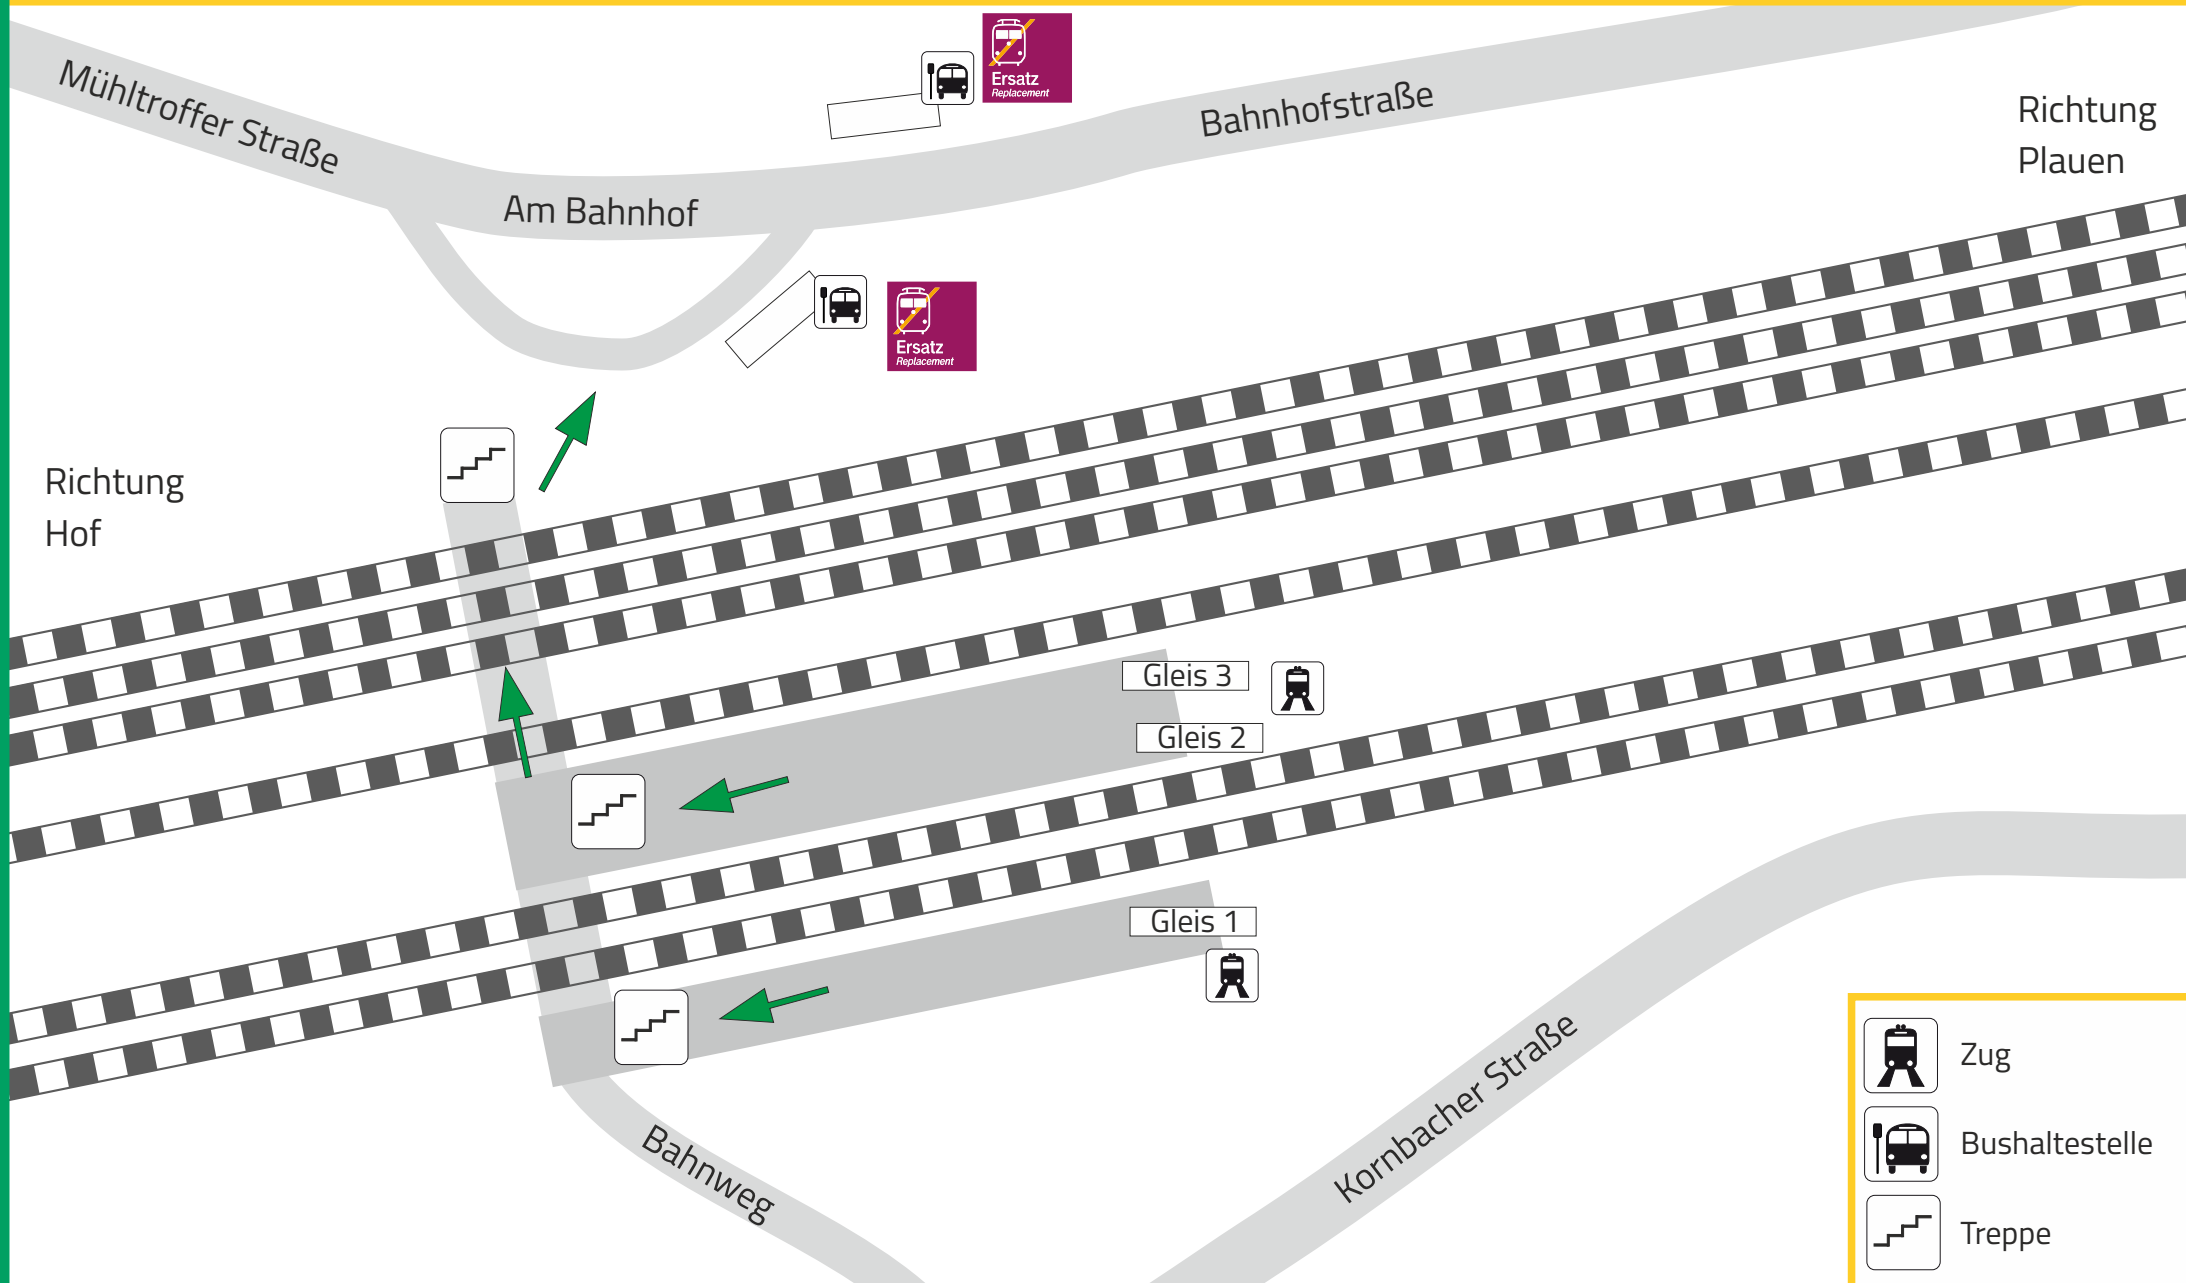 Ersatz
Replacement
Mühltroffer Straße
Bahnhofstraße
Richtung
Plauen
Am Bahnhof
Ersatz
Replacement
Richtung
Hof
Gleis 3
Gleis 2
Gleis 1
Kornbacher Straße
Bahnweg
Zug
Bushaltestelle
Treppe